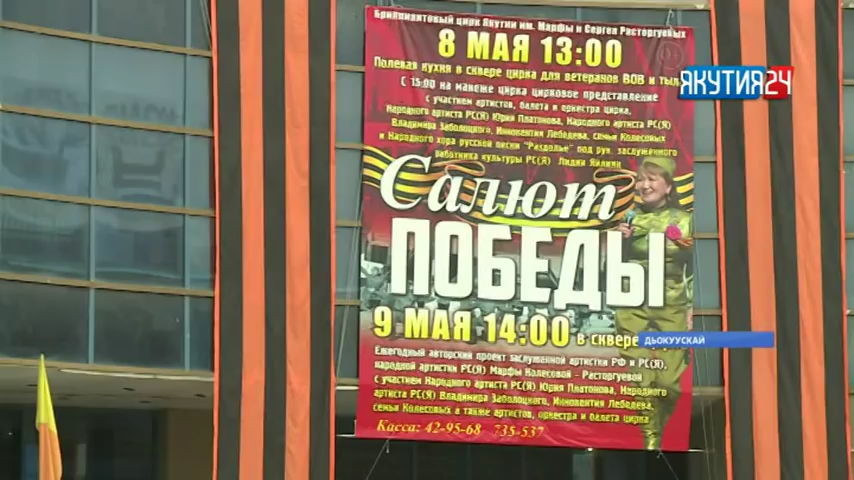 Бриллиантовый цирк Якутии им. Марфы и Сергея Расторгуевых
8 МАЯ 13:00
Полевая кухня в сквере цирка для ветеранов ВОВ и тыла
С 15:00 на манеже цирка цирковое представление
с участием артистов, балета и оркестра цирка,
Народного артиста РС(Я) Юрия Платонова, Народного артиста РС(Я)
Владимира Заболоцкого, Иннокентия Лебедева, семьи Колесовых
и Народного хора русской песни "Раздолье" под рук. заслуженного
работника культуры РС(Я) Лидии
ЯКУТИЯ24
Салют
ПОБЕДЫ
9 МАЯ 14:00 в сквере
ДЬОКУУСКАЙ
Ежегодный авторский проект заслуженной артистки РФ и РС(Я),
народной артистки РС(Я) Марфы Колесовой - Расторгуевой
с участием Народного артиста РС(Я) Юрия Платонова, Народного
артиста РС(Я) Владимира Заболоцкого, Иннокентия Лебедева,
семьи Колесовых а также артистов, оркестра и балета цирка
Касса: 42-95-68 735-537